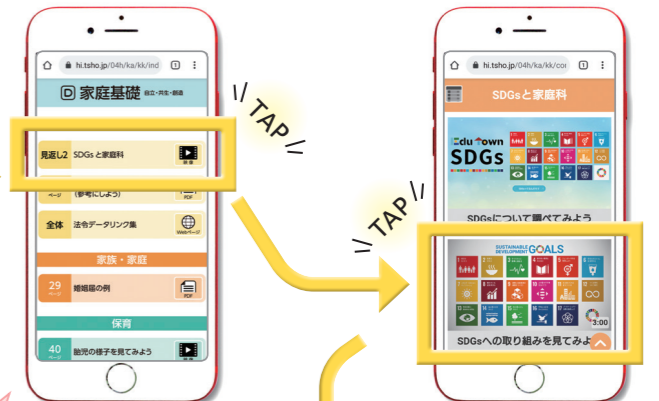 hi.tsho.jp/04h/ka/kk/ind
1
D 家庭基礎 自立・共生・創造
TAP
見返し2 SDGsと家庭科
映像
ページ (参考にしよう) PDF
全体 法令データリンク集
Webページ
家族・家庭
29 ページ 婚姻届の例 PDF
保育
40 ページ 胎児の様子を見てみよう
hi.tsho.jp/04h/ka/kk/cor
1
SDGsと家庭科
Edu Town
SDGs
SDGsについて調べてみよう
TAP
SUSTAINABLE DEVELOPMENT GOALS
3:00
SDGsへの取り組みを見てみよ